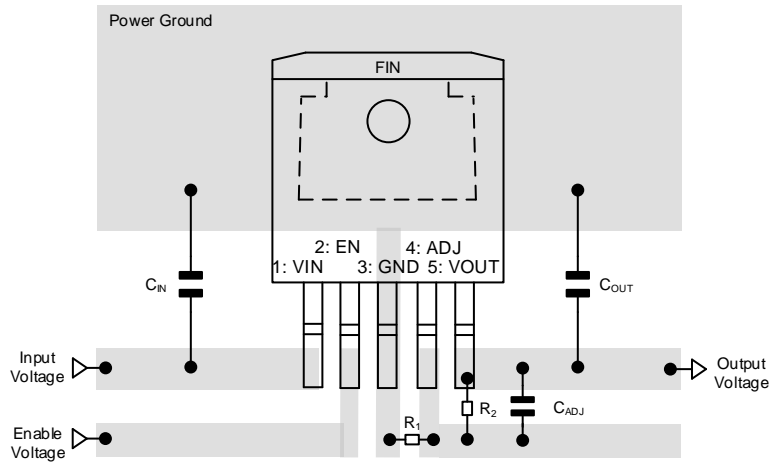 Power Ground
FIN
2: EN
4: ADJ
1: VIN
3: GND
5: VOUT
CIN
COUT
Input
Voltage
Output
Voltage
R2
CADJ
R1
Enable
Voltage